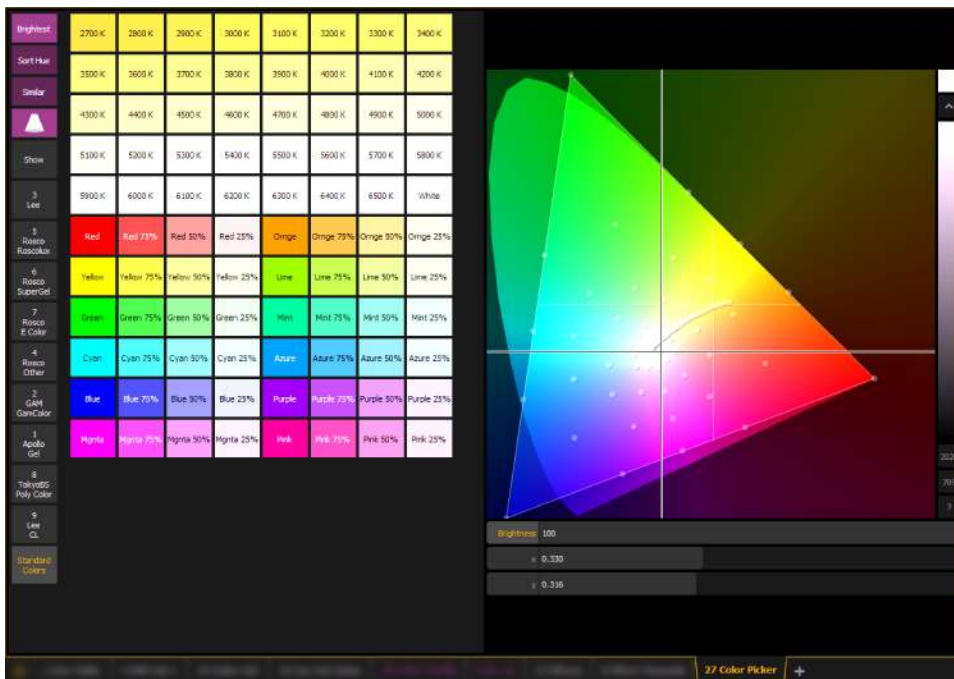 Brightest
Sort Hue
Similar
Show
3
Lee
5
Rosco
Roscolux
6
Rosco
SuperGel
7
Rosco
E Color
4
Rosco
Other
2
GAM
GamColor
1
Apollo
Gel
8
TokyoBS
Poly Color
9
Lee
CL
Standard
Colors
2700 K 2800 K 2900 K 3000 K 3100 K 3200 K 3300 K 3400 K
3500 K 3600 K 3700 K 3800 K 3900 K 4000 K 4100 K 4200 K
4300 K 4400 K 4500 K 4600 K 4700 K 4800 K 4900 K 5000 K
5100 K 5200 K 5300 K 5400 K 5500 K 5600 K 5700 K 5800 K
5900 K 6000 K 6100 K 6200 K 6300 K 6400 K 6500 K White
Red Red 75% Red 50% Red 25% Ornge Ornge 75% Ornge 50% Ornge 25%
Yellow Yellow 75% Yellow 50% Yellow 25% Lime Lime 75% Lime 50% Lime 25%
Green Green 75% Green 50% Green 25% Mint Mint 75% Mint 50% Mint 25%
Cyan Cyan 75% Cyan 50% Cyan 25% Azure Azure 75% Azure 50% Azure 25%
Blue Blue 75% Blue 50% Blue 25% Purple Purple 75% Purple 50% Purple 25%
Mgnta Mgnta 75% Mgnta 50% Mgnta 25% Pink Pink 75% Pink 50% Pink 25%
202
709
?
Brightness 100
x 0.330
y 0.316
27 Color Picker +